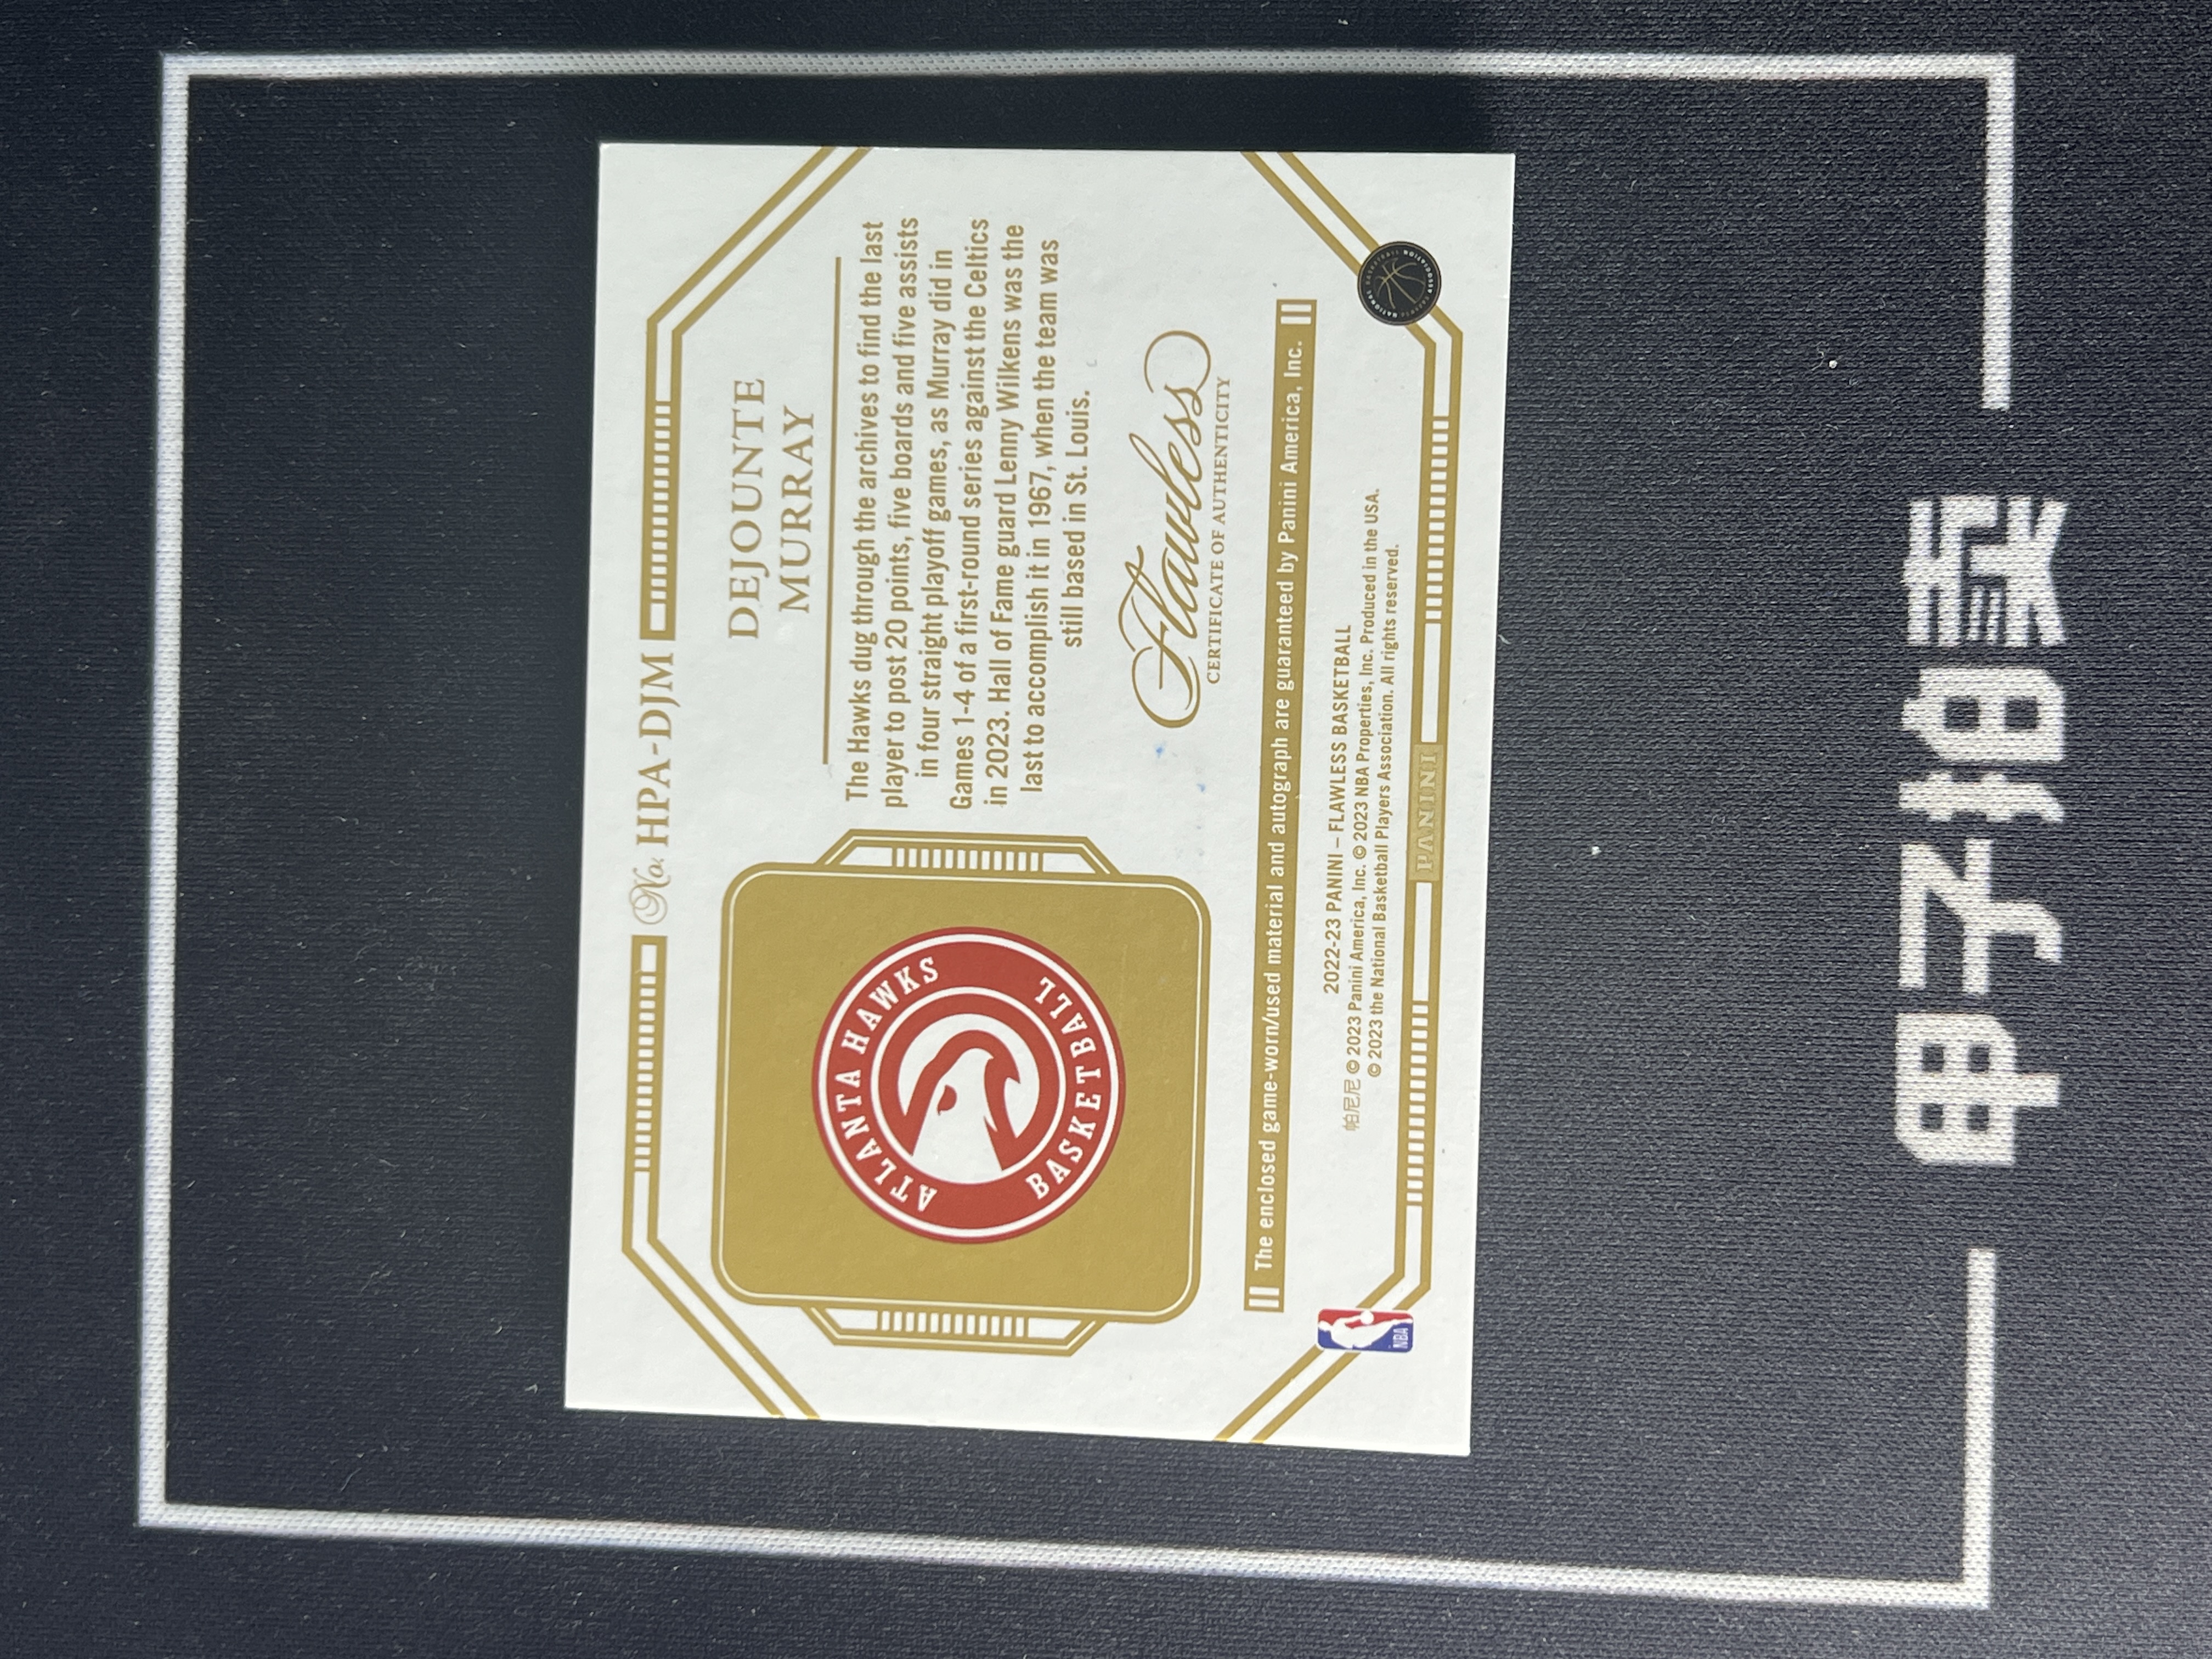 No. HPA-DJM
DEJOUNTE
MURRAY
The Hawks dug through the archives to find the last
player to post 20 points, five boards and five assists
in four straight playoff games, as Murray did in
Games 1-4 of a first-round series against the Celtics
in 2023. Hall of Fame guard Lenny Wilkens was the
last to accomplish it in 1967, when the team was
still based in St. Louis.
ATLANTA HAWKS
BASKETBALL
Flawless
CERTIFICATE OF AUTHENTICITY
The enclosed game-worn/used material and autograph are guaranteed by Panini America, Inc.
2022-23 PANINI – FLAWLESS BASKETBALL
帕尼尼 © 2023 Panini America, Inc. © 2023 NBA Properties, Inc. Produced in the USA.
© 2023 the National Basketball Players Association. All rights reserved.
NBA
PANINI
甲子拍裝